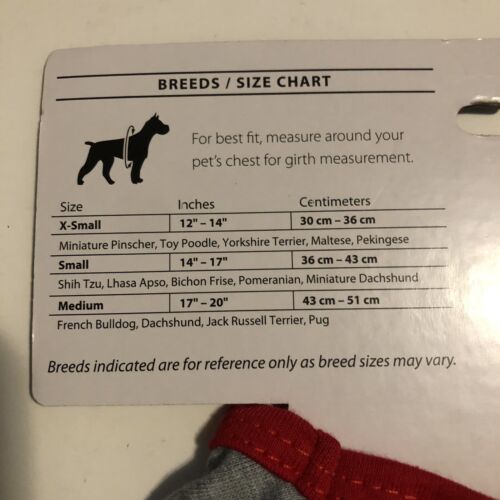 BREEDS / SIZE CHART
For best fit, measure around your
pet's chest for girth measurement.
Size Inches Centimeters
X-Small 12" – 14" 30 cm – 36 cm
Miniature Pinscher, Toy Poodle, Yorkshire Terrier, Maltese, Pekingese
Small 14" – 17" 36 cm – 43 cm
Shih Tzu, Lhasa Apso, Bichon Frise, Pomeranian, Miniature Dachshund
Medium 17" – 20" 43 cm – 51 cm
French Bulldog, Dachshund, Jack Russell Terrier, Pug
Breeds indicated are for reference only as breed sizes may vary.